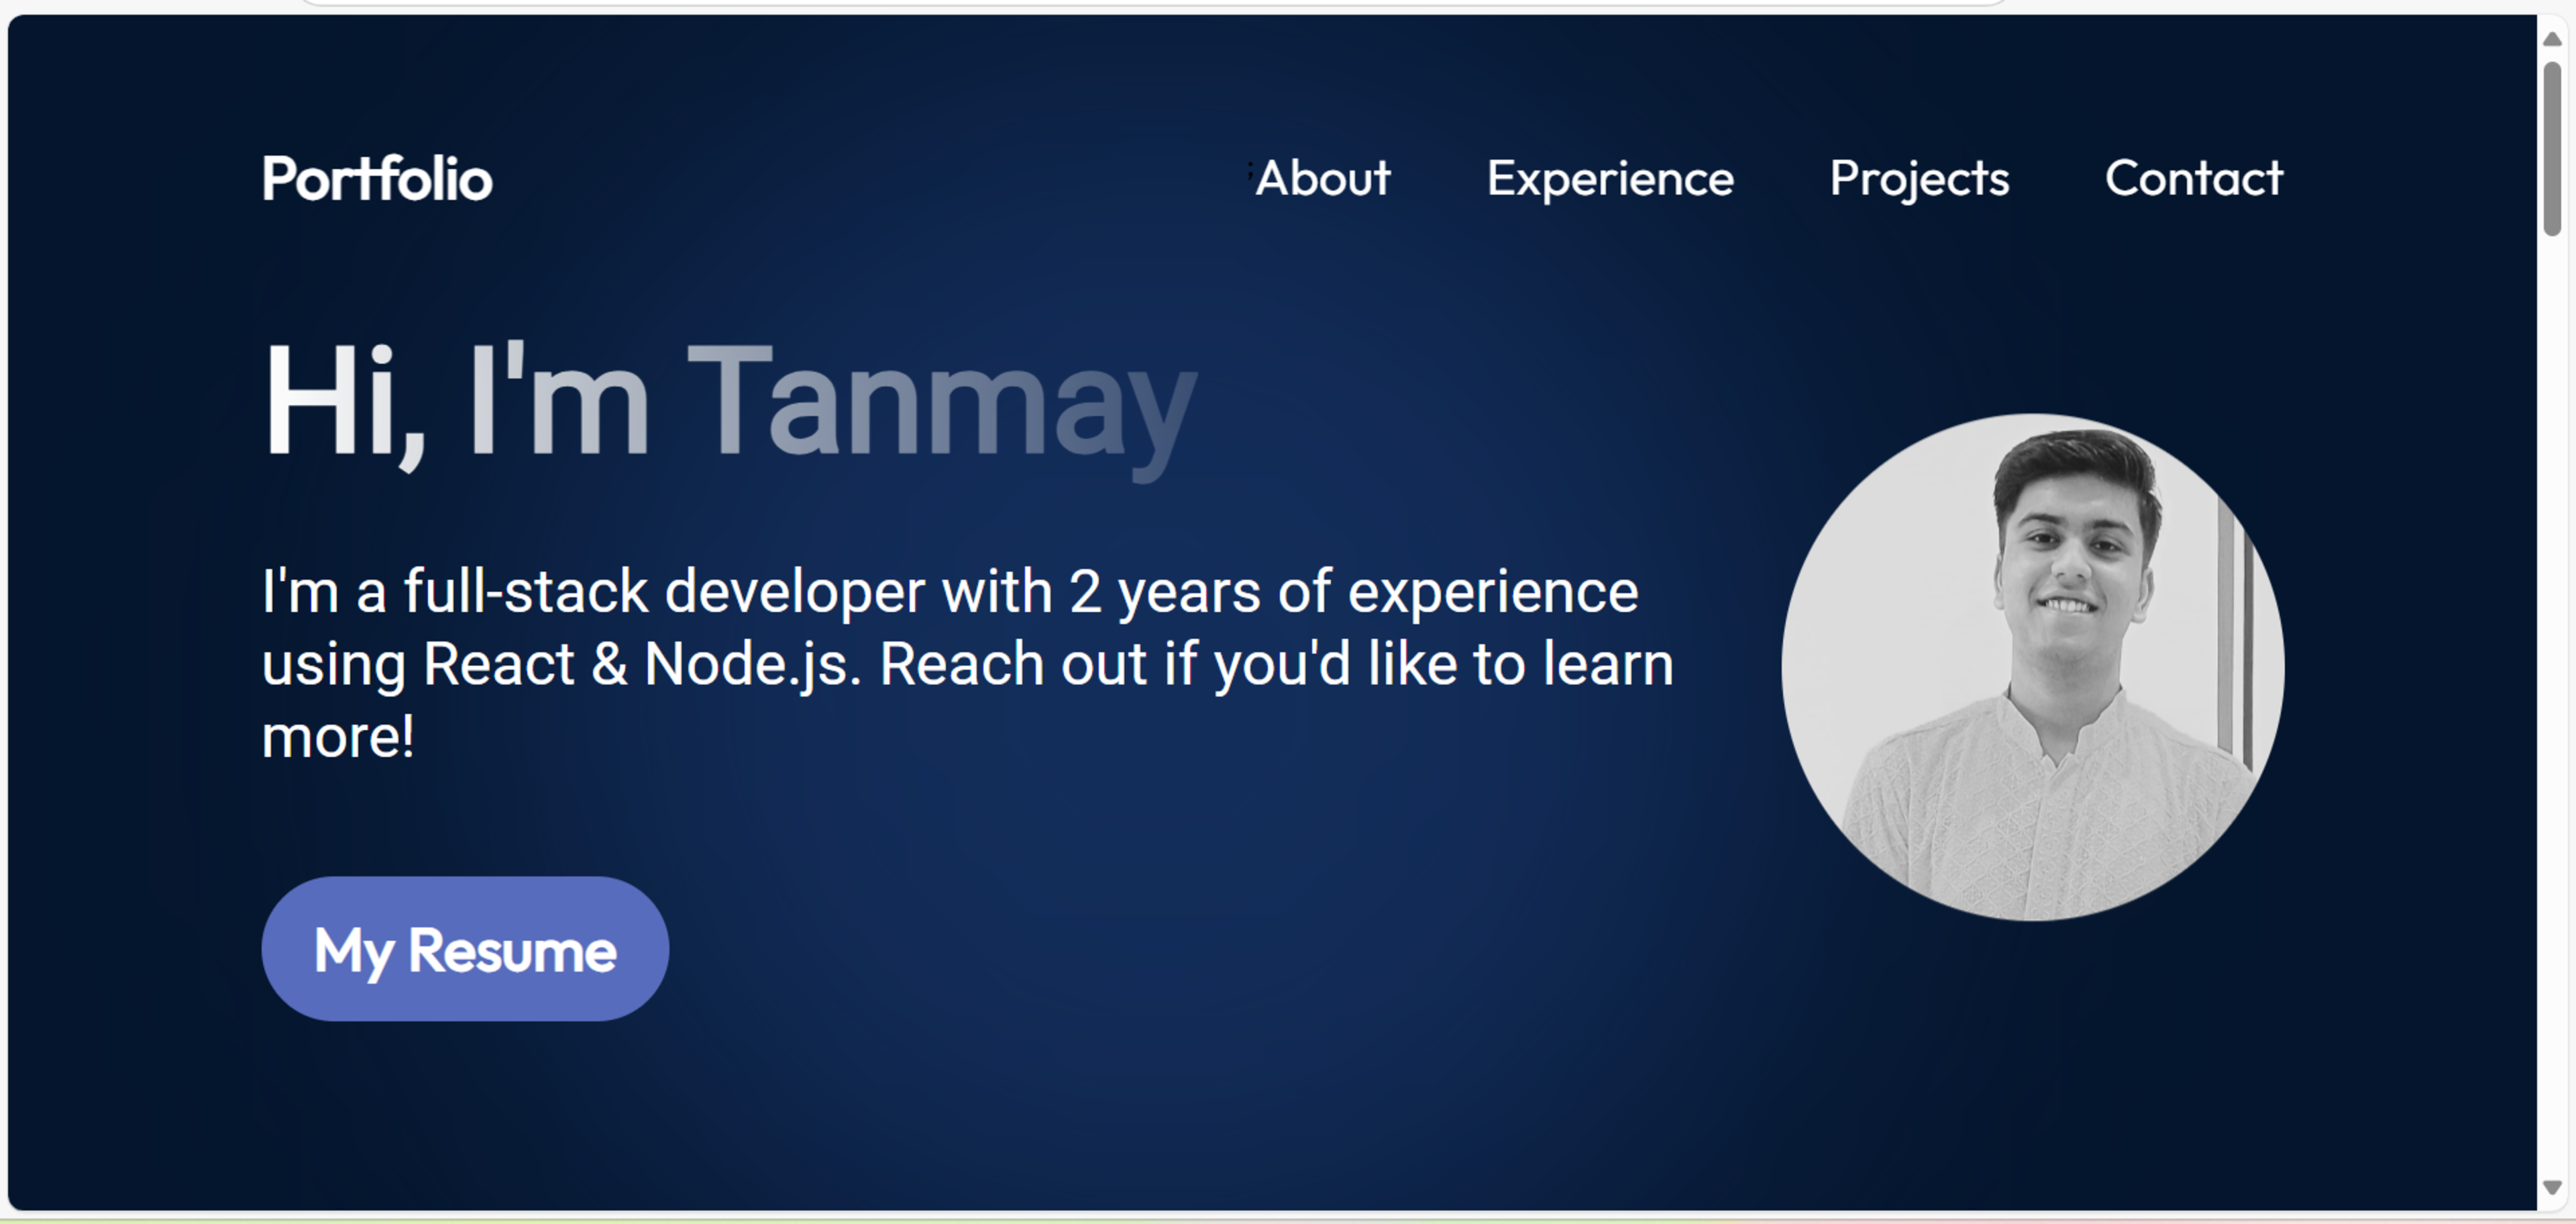 Portfolio
;About Experience Projects Contact
Hi, I'm Tanmay
I'm a full-stack developer with 2 years of experience
using React & Node.js. Reach out if you'd like to learn
more!
My Resume